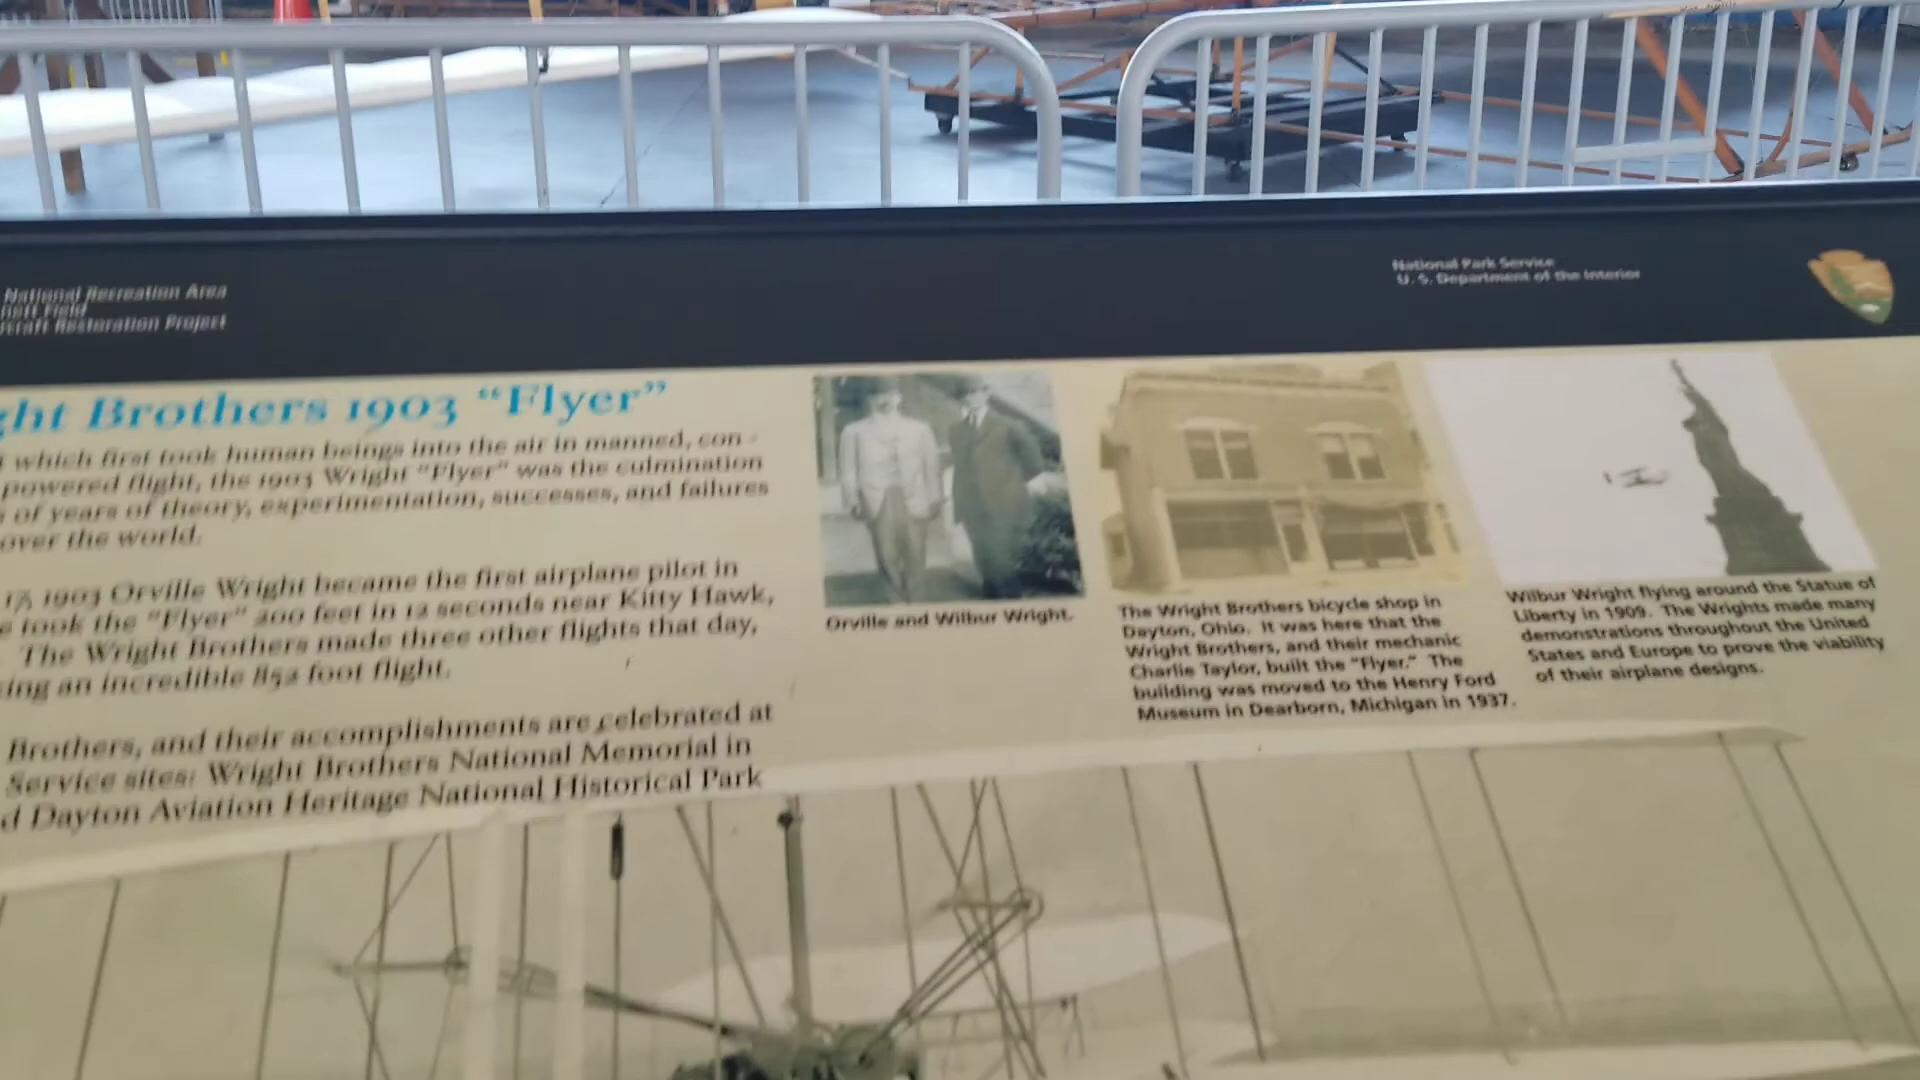 National Recreation Area
Field
Restoration Project
National Park Service
U. S. Department of the Interior
Brothers 1903 “Flyer”
which first took human beings into the air in manned, con -
powered flight, the 1903 Wright “Flyer” was the culmination
of years of theory, experimentation, successes, and failures
over the world.
17, 1903 Orville Wright became the first airplane pilot in
took the “Flyer” 200 feet in 12 seconds near Kitty Hawk,
The Wright Brothers made three other flights that day,
an incredible 852 foot flight.
Brothers, and their accomplishments are celebrated at
Service sites: Wright Brothers National Memorial in
Dayton Aviation Heritage National Historical Park
Orville and Wilbur Wright.
The Wright Brothers bicycle shop in
Dayton, Ohio. It was here that the
Wright Brothers, and their mechanic
Charlie Taylor, built the “Flyer.” The
building was moved to the Henry Ford
Museum in Dearborn, Michigan in 1937.
Wilbur Wright flying around the Statue of
Liberty in 1909. The Wrights made many
demonstrations throughout the United
States and Europe to prove the viability
of their airplane designs.